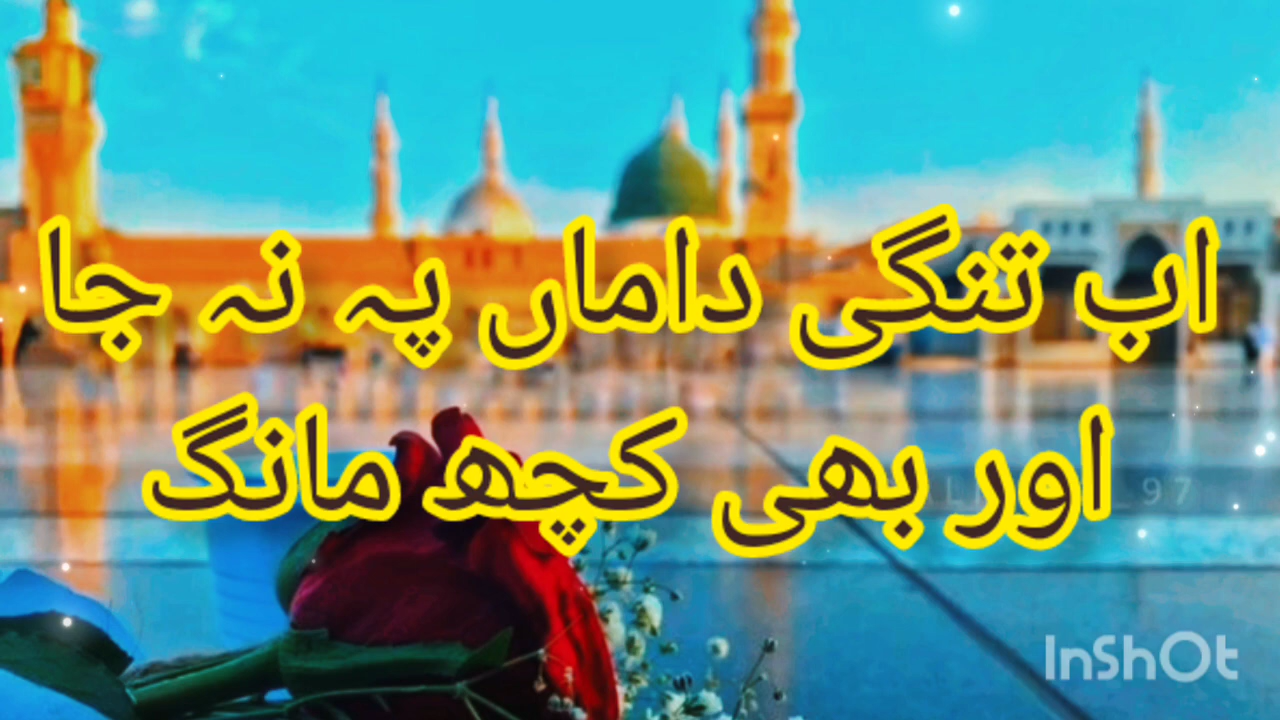 اب تنگی داماں پہ نہ جا
اور بھی کچھ مانگ
InShOt